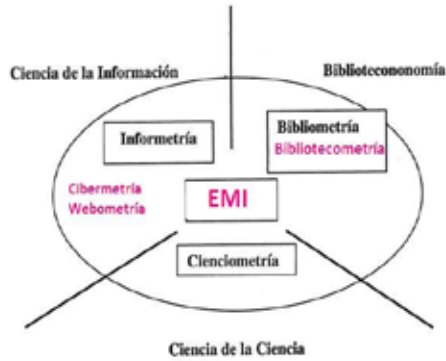 Ciencia de la Información
Bibliotecononomía
Informetría
Bibliometría
Bibliotecometría
Cibermetría
Webometría
EMI
Cienciometría
Ciencia de la Ciencia